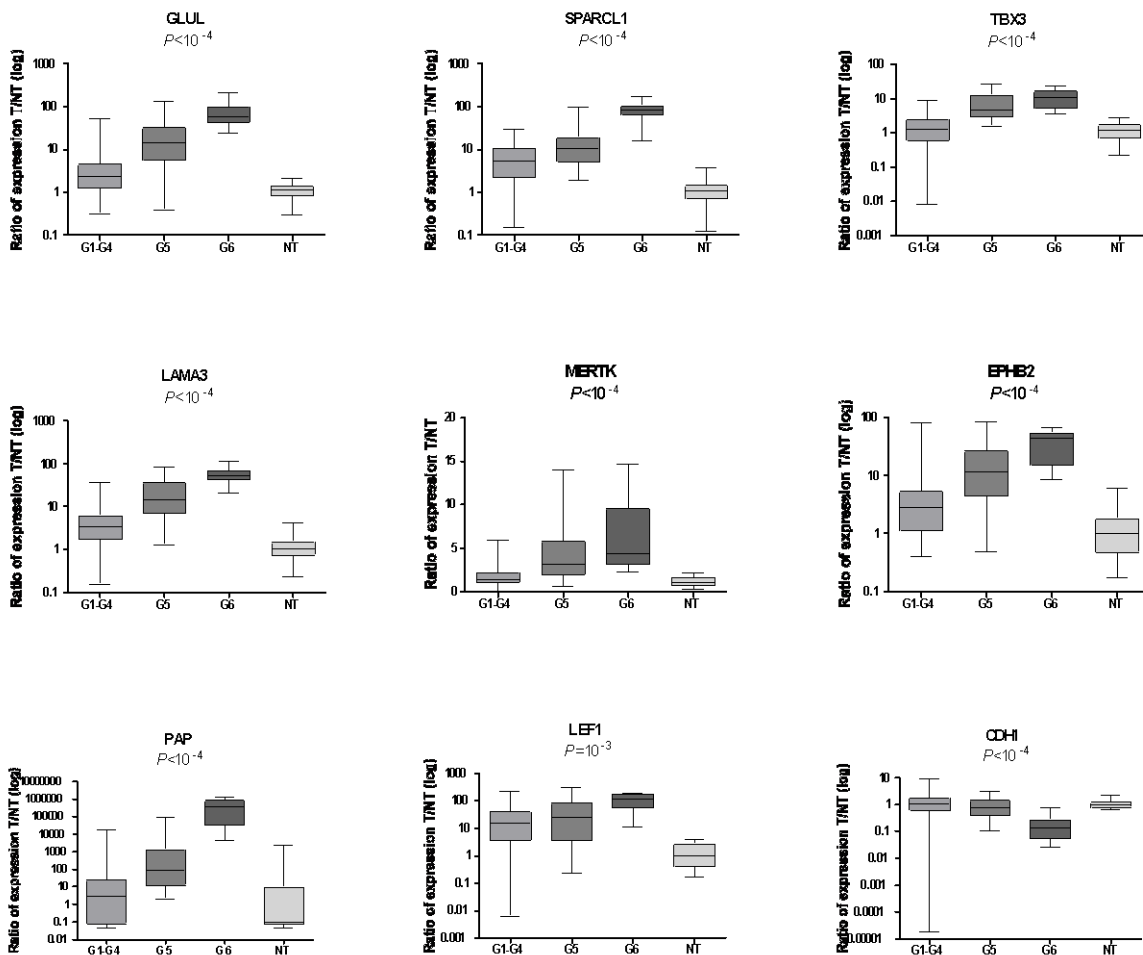 GLUL
P<10⁻⁴
Ratio of expression T/NT (log)
1000
100
10
1
0.1
G1-G4 G5 G6 NT
SPARCL1
P<10⁻⁴
Ratio of expression T/NT (log)
1000
100
10
1
0.1
G1-G4 G5 G6 NT
TBX3
P<10⁻⁴
Ratio of expression T/NT (log)
100
10
1
0.1
0.01
0.001
G1-G4 G5 G6 NT
LAMA3
P<10⁻⁴
Ratio of expression T/NT (log)
1000
100
10
1
0.1
G1-G4 G5 G6 NT
MERTK
P<10⁻⁴
Ratio of expression T/NT
20
15
10
5
0
G1-G4 G5 G6 NT
EPHB2
P<10⁻⁴
Ratio of expression T/NT (log)
100
10
1
0.1
G1-G4 G5 G6 NT
PAP
P<10⁻⁴
Ratio of expression T/NT (log)
10000000
1000000
100000
10000
1000
100
10
1
0.1
0.01
G1-G4 G5 G6 NT
LEF1
P=10⁻³
Ratio of expression T/NT (log)
1000
100
10
1
0.1
0.01
0.001
G1-G4 G5 G6 NT
CDH1
P<10⁻⁴
Ratio of expression T/NT (log)
10
1
0.1
0.01
0.001
0.0001
0.00001
G1-G4 G5 G6 NT